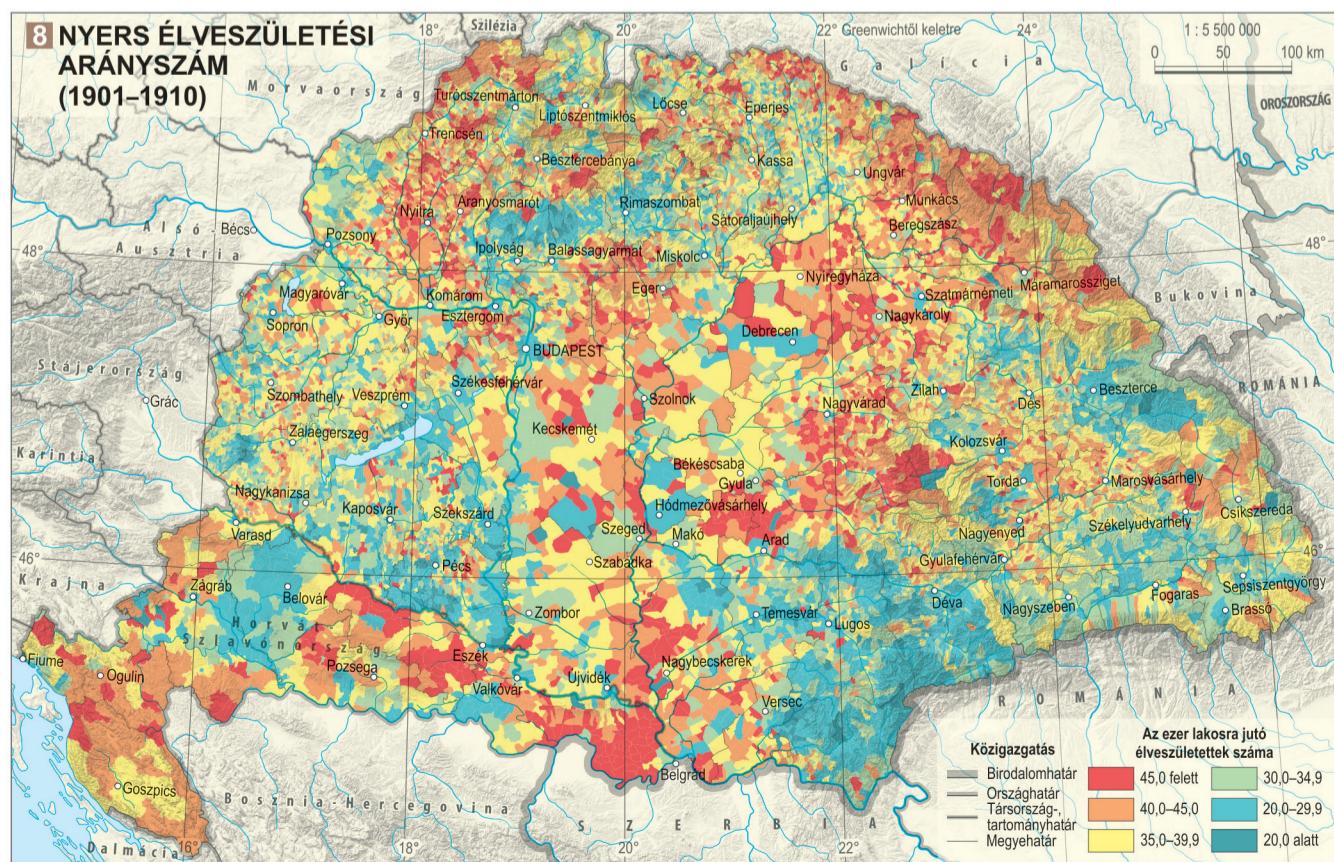 8 NYERS ÉLVESZÜLETÉSI
ARÁNYSZÁM
(1901–1910)
18°
Szilézia
20°
22°
Greenwichtől keletre
24°
1 : 5 500 000
0 50 100 km
Galícia
OROSZORSZÁG
Morvaország
Turócszentmárton
Liptószentmiklós
Lőcse
Eperjes
Trencsén
Besztercebánya
Kassa
Ungvár
Munkács
Nyitra
Aranyosmarót
Rimaszombat
Sátoraljaújhely
Beregszász
Alsó-
Ausztria
Bécs
Pozsony
48°
48°
Ipolyság
Balassagyarmat
Miskolc
Nyíregyháza
Máramarossziget
Bukovina
Magyaróvár
Komárom
Esztergom
Eger
Szatmárnémeti
Sopron
Győr
Nagykároly
Debrecen
BUDAPEST
Stájerország
Grác
Szombathely
Veszprém
Székesfehérvár
Szolnok
Nagyvárad
Zilah
Dés
Beszterce
ROMÁNIA
Zalaegerszeg
Kecskemét
Kolozsvár
Karintia
Békéscsaba
Gyula
Torda
Marosvásárhely
Nagykanizsa
Kaposvár
Szekszárd
Hódmezővásárhely
Csíkszereda
Varasd
Szeged
Makó
Arad
Nagyenyed
Székelyudvarhely
46°
46°
Krajna
Pécs
Szabadka
Gyulafehérvár
Zágráb
Belovár
Zombor
Temesvár
Lugos
Déva
Nagyszeben
Fogaras
Sepsiszentgyörgy
Brassó
Horvát-
Szlavónország
Fiume
Ogulin
Pozsega
Eszék
Valkóvár
Újvidék
Nagybecskerek
Versec
ROMÁNIA
Belgrád
Goszpics
Bosznia-Hercegovina
SZERBIA
Dalmácia
16°
18°
20°
22°
Közigazgatás
Birodalomhatár
Országhatár
Társország-,
tartományhatár
Megyehatár
Az ezer lakosra jutó
élveszületettek száma
45,0 felett
40,0–45,0
35,0–39,9
30,0–34,9
20,0–29,9
20,0 alatt